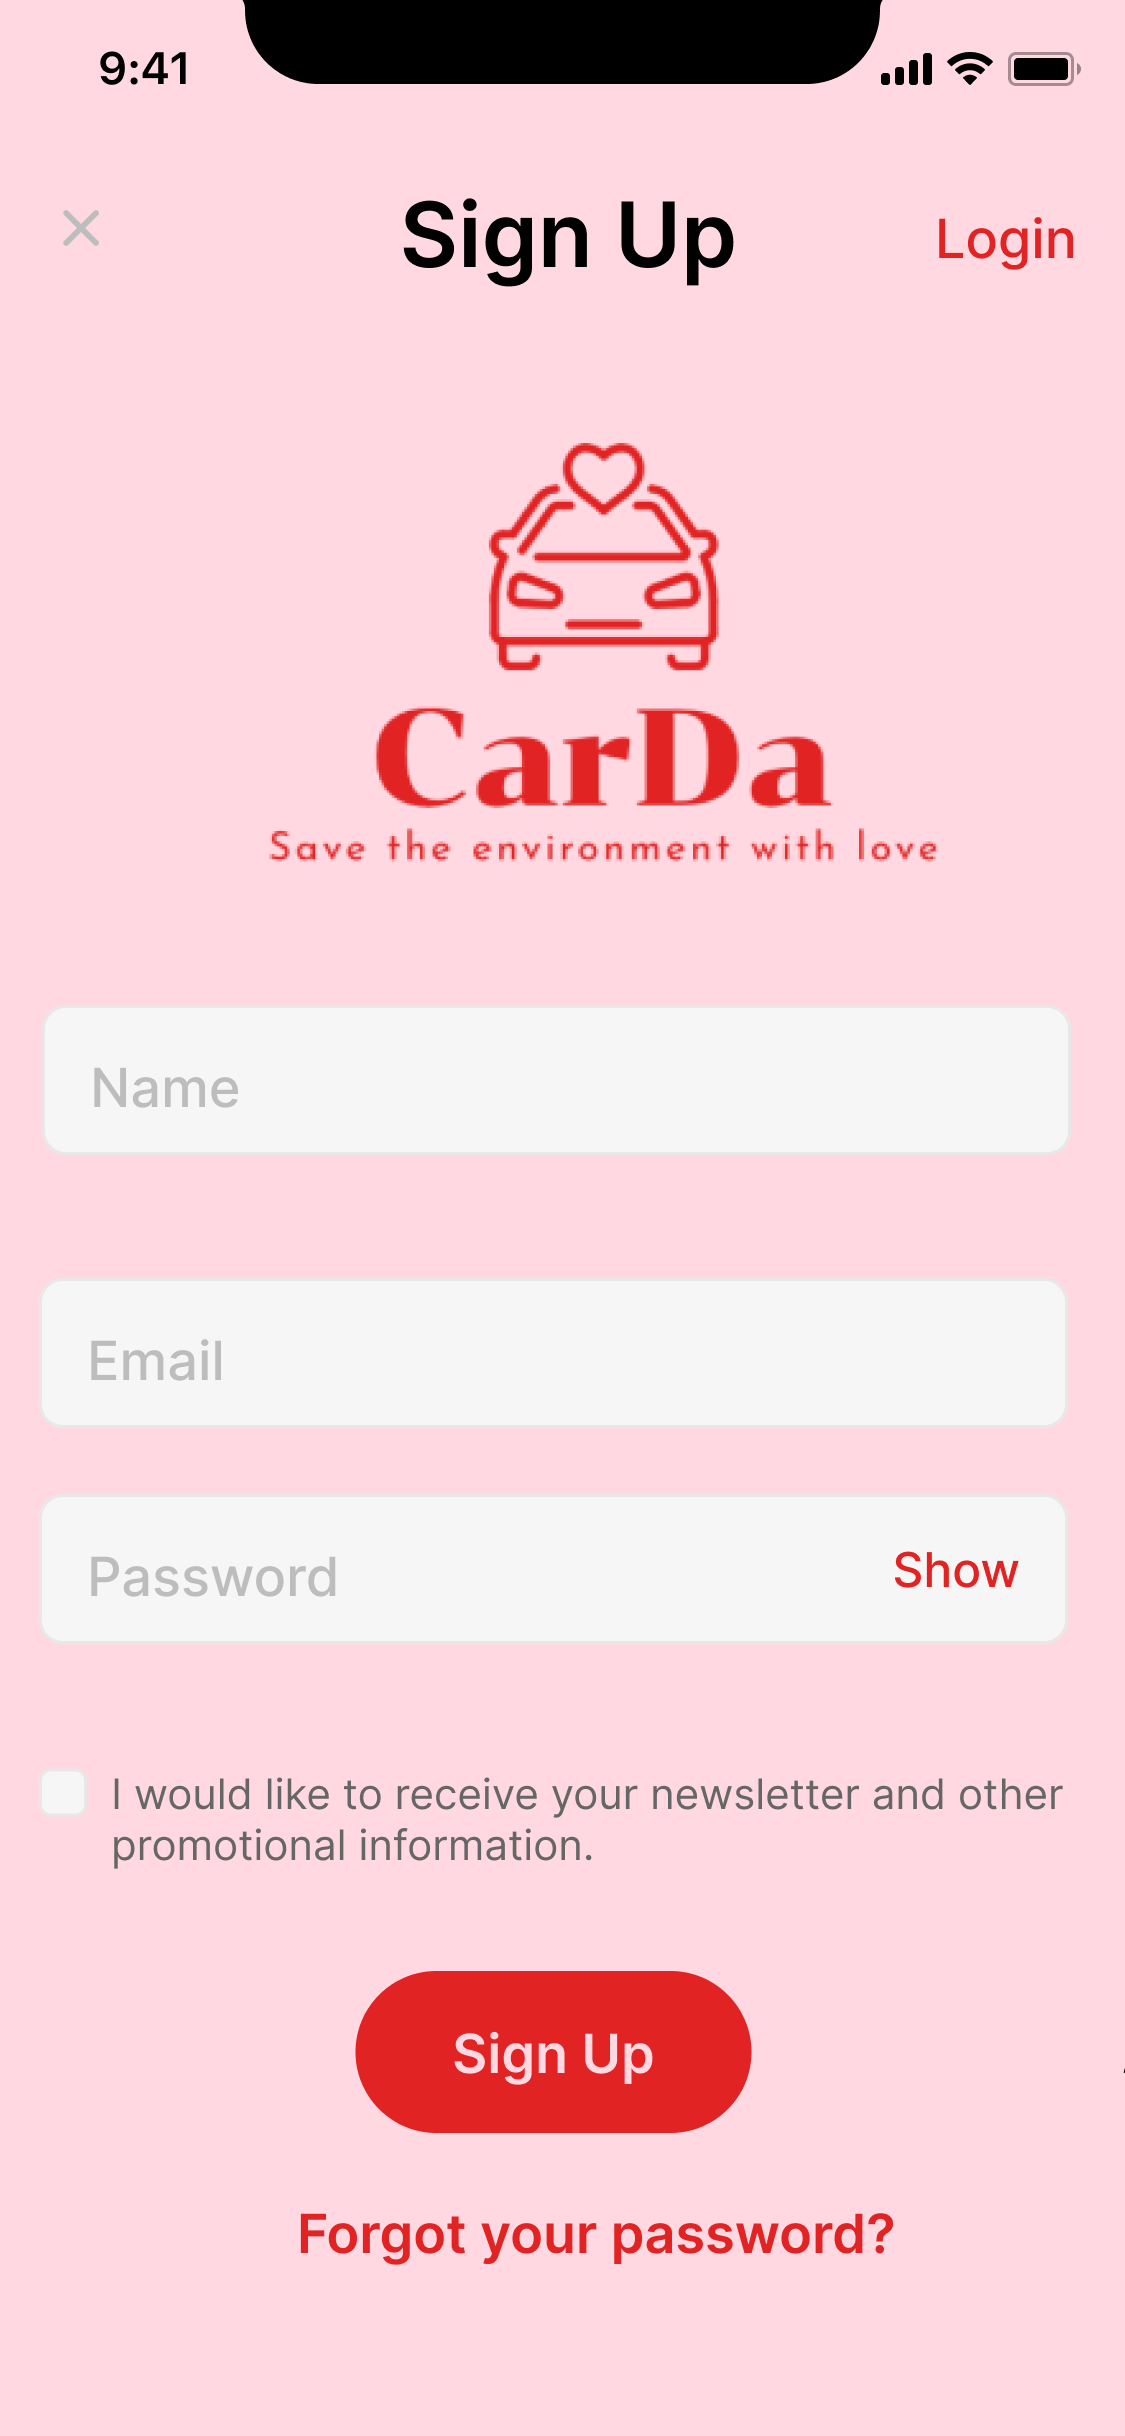 9:41
Sign Up
Login
CarDa
Save the environment with love
Name
Email
Password
Show
I would like to receive your newsletter and other
promotional information.
Sign Up
Forgot your password?